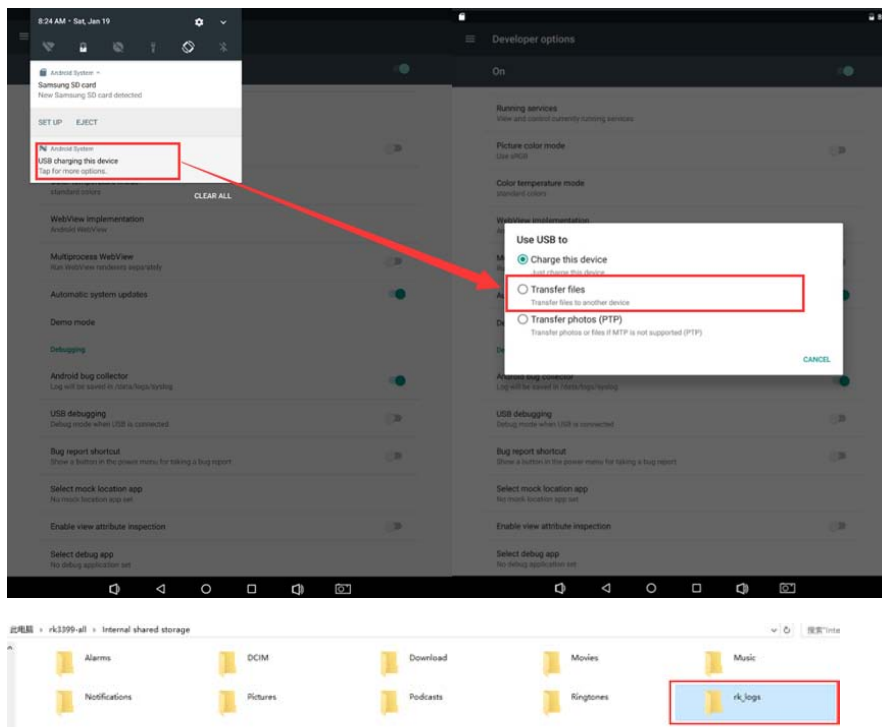 8:24 AM • Sat, Jan 19
Android System
Samsung SD card
New Samsung SD card detected
SET UP EJECT
Android System
USB charging this device
Tap for more options.
CLEAR ALL
standard colors
WebView implementation
Android WebView
Multiprocess WebView
Run WebView renderers separately
Automatic system updates
Demo mode
Debugging
Android bug collector
Log will be saved in /data/logs/syslog
USB debugging
Debug mode when USB is connected
Bug report shortcut
Show a button in the power menu for taking a bug report
Select mock location app
No mock location app set
Enable view attribute inspection
Select debug app
No debug application set
Developer options
On
Running services
View and control currently running services
Picture color mode
Use sRGB
Color temperature mode
standard colors
WebView implementation
Use USB to
Charge this device
Just charge this device
Transfer files
Transfer files to another device
Transfer photos (PTP)
Transfer photos or files if MTP is not supported (PTP)
CANCEL
Android bug collector
Log will be saved in /data/logs/syslog
USB debugging
Debug mode when USB is connected
Bug report shortcut
Show a button in the power menu for taking a bug report
Select mock location app
No mock location app set
Enable view attribute inspection
Select debug app
No debug application set
此电脑 › rk3399-all › Internal shared storage
搜索"Inte
Alarms DCIM Download Movies Music
Notifications Pictures Podcasts Ringtones rk_logs